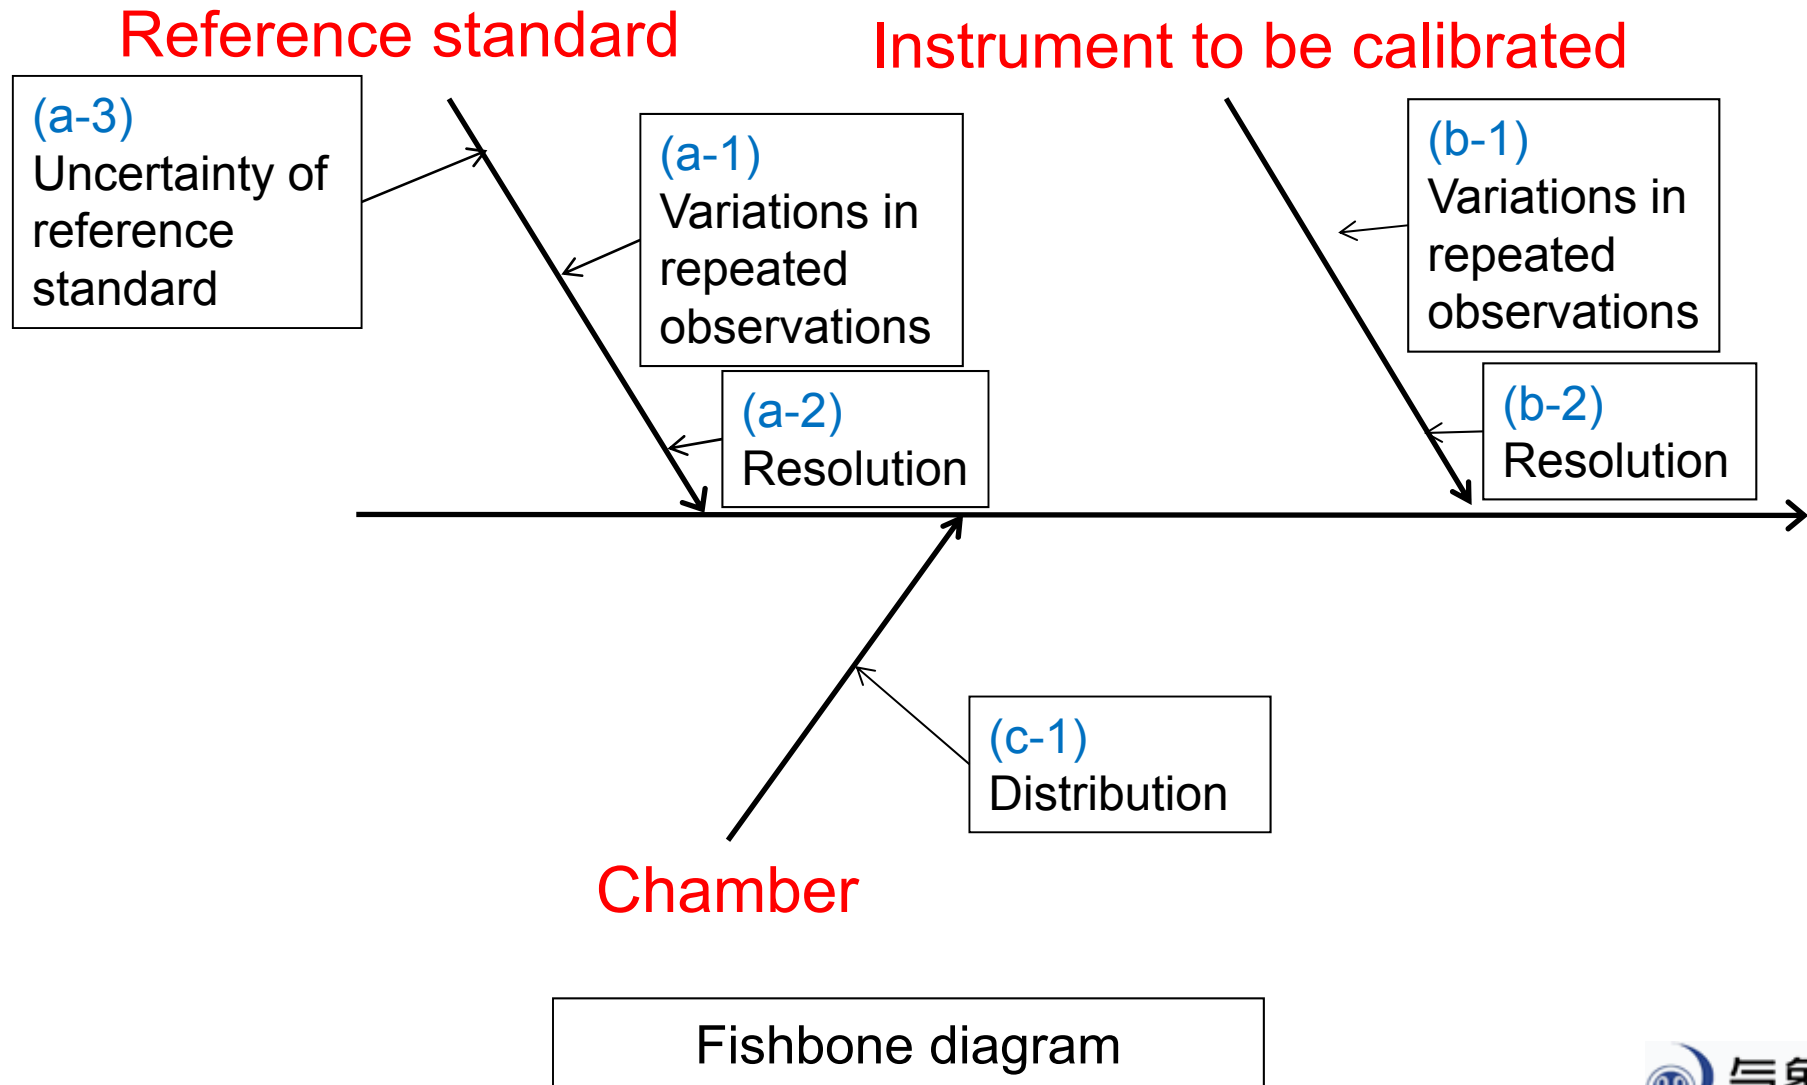 Reference standard
Instrument to be calibrated
(a-3)
Uncertainty of
reference
standard
(a-1)
Variations in
repeated
observations
(a-2)
Resolution
(b-1)
Variations in
repeated
observations
(b-2)
Resolution
(c-1)
Distribution
Chamber
Fishbone diagram